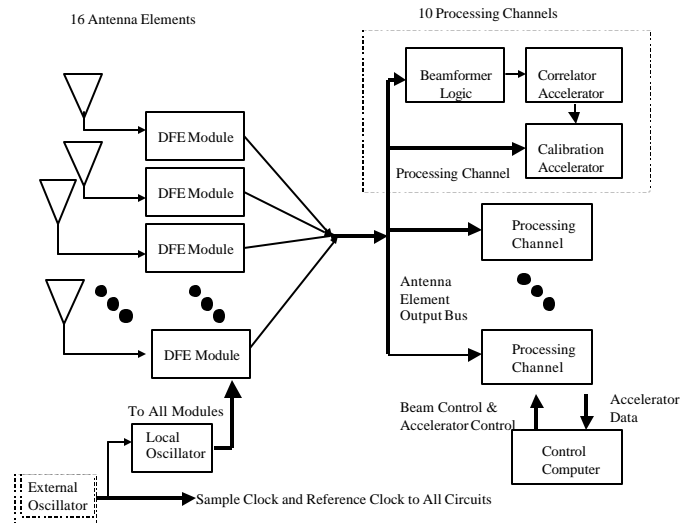 16 Antenna Elements
10 Processing Channels
Beamformer
Logic
Correlator
Accelerator
DFE Module
Calibration
Accelerator
Processing Channel
DFE Module
DFE Module
Processing
Channel
Antenna
Element
Output Bus
DFE Module
Processing
Channel
To All Modules
Beam Control &
Accelerator Control
Accelerator
Data
Local
Oscillator
Control
Computer
External
Oscillator
Sample Clock and Reference Clock to All Circuits